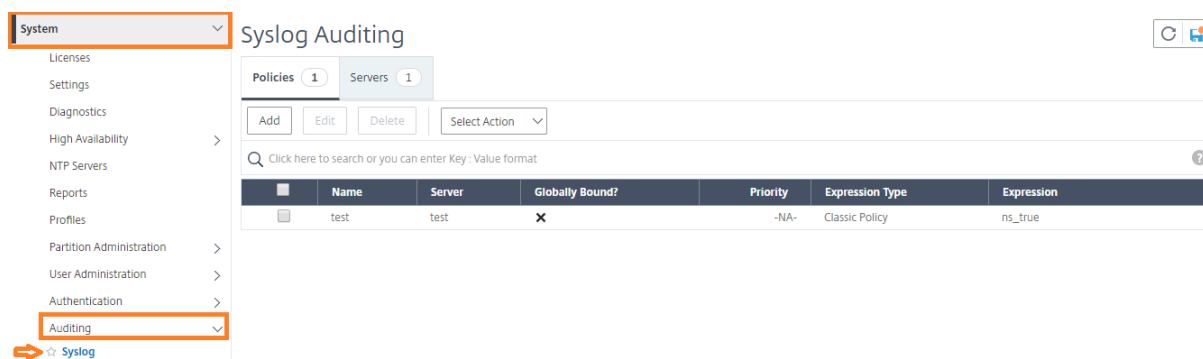 System
Licenses
Settings
Diagnostics
High Availability
NTP Servers
Reports
Profiles
Partition Administration
User Administration
Authentication
Auditing
Syslog
Syslog Auditing
Policies 1 Servers 1
Add Edit Delete Select Action
Click here to search or you can enter Key : Value format ?
Name Server Globally Bound? Priority Expression Type Expression
test test -NA- Classic Policy ns_true